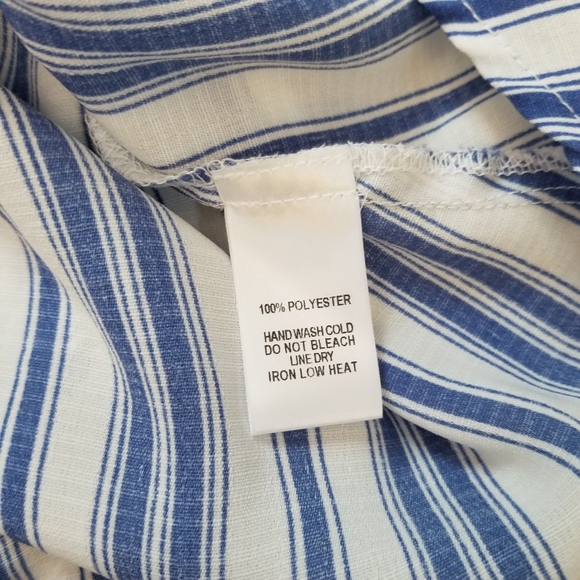 100% POLYESTER
HAND WASH COLD
DO NOT BLEACH
LINE DRY
IRON LOW HEAT